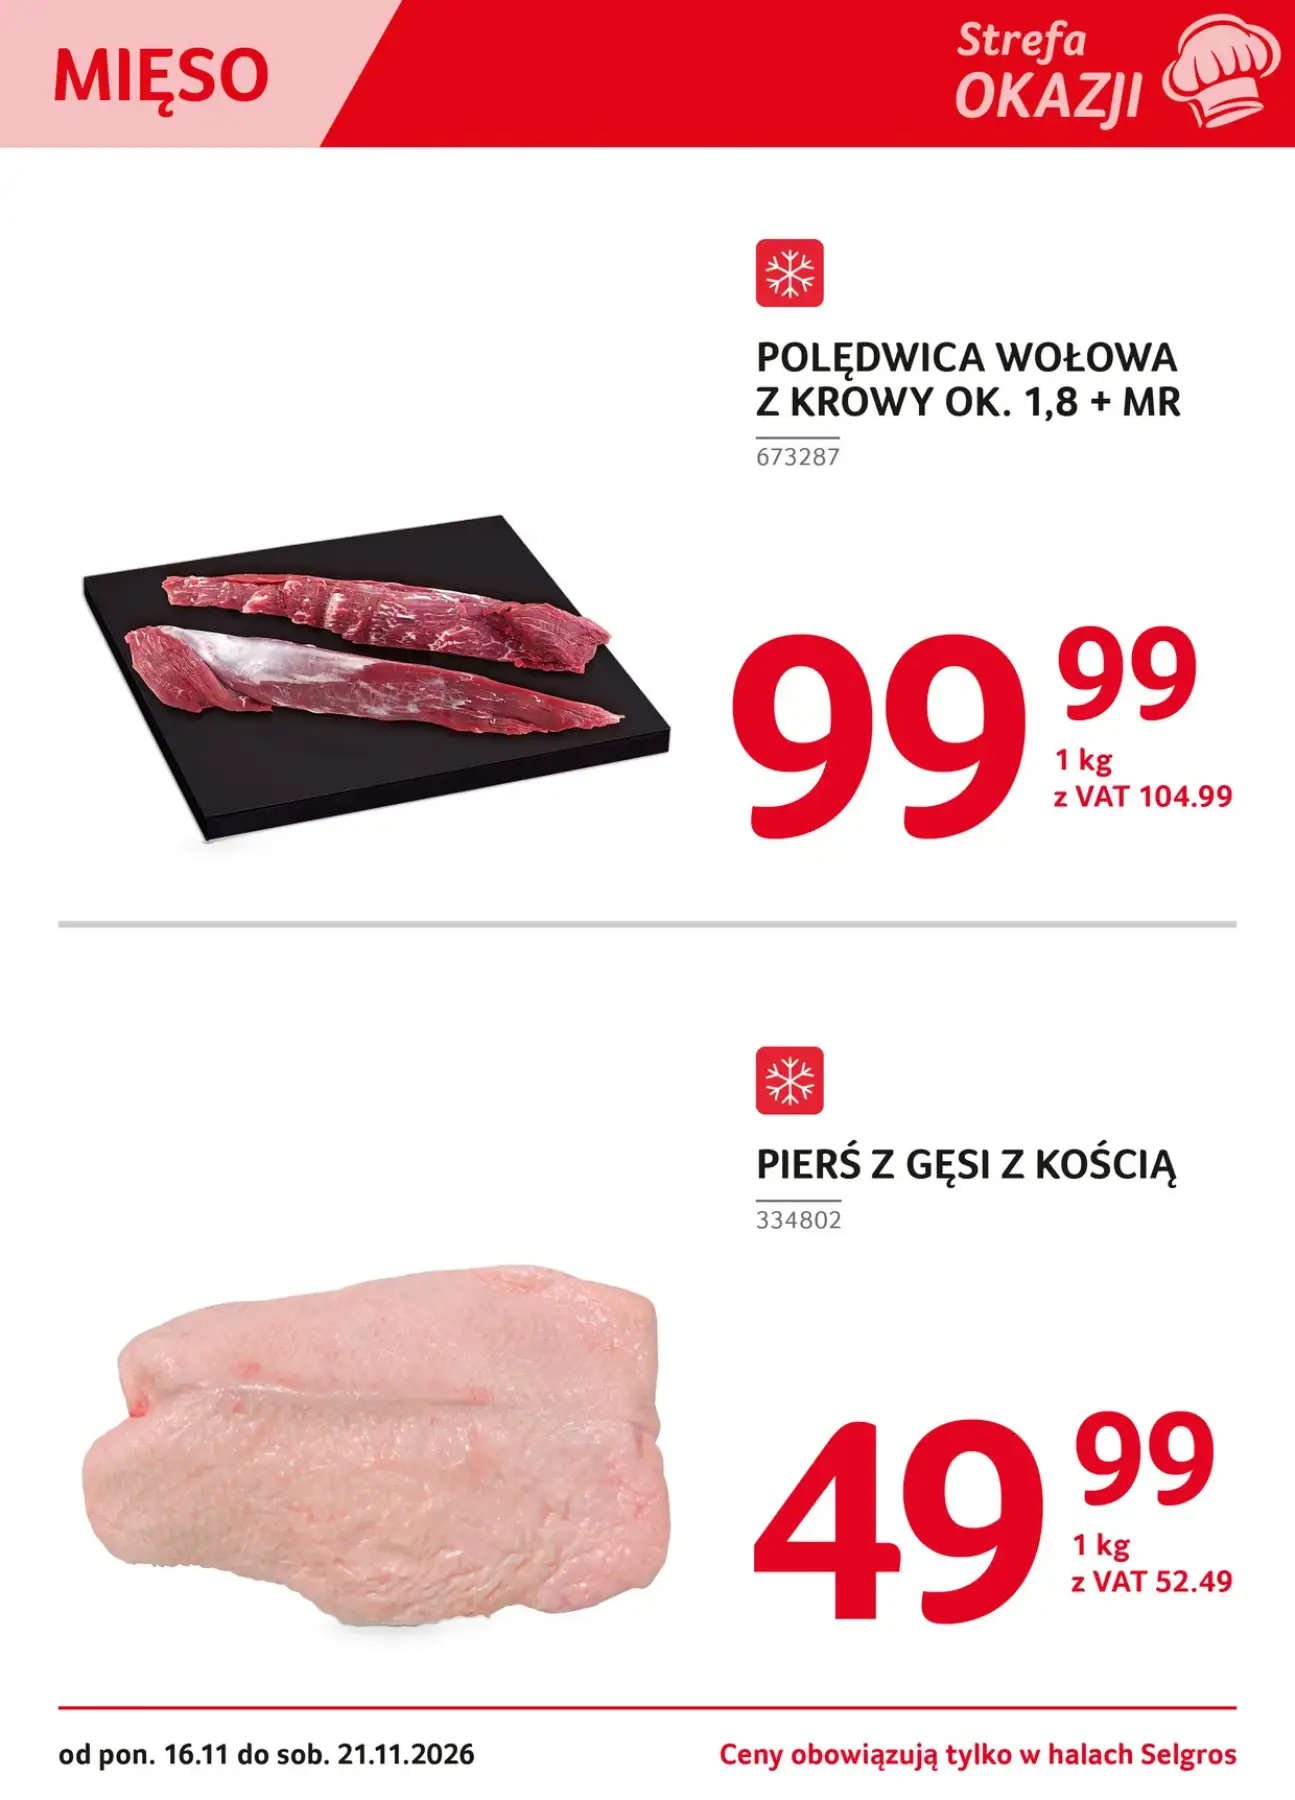 MIĘSO
Strefa
OKAZJI
POLĘDWICA WOŁOWA
Z KROWY OK. 1,8 + MR
673287
99 99
1 kg
z VAT 104.99
PIERŚ Z GĘSI Z KOŚCIĄ
334802
49 99
1 kg
z VAT 52.49
od pon. 16.11 do sob. 21.11.2026
Ceny obowiązują tylko w halach Selgros